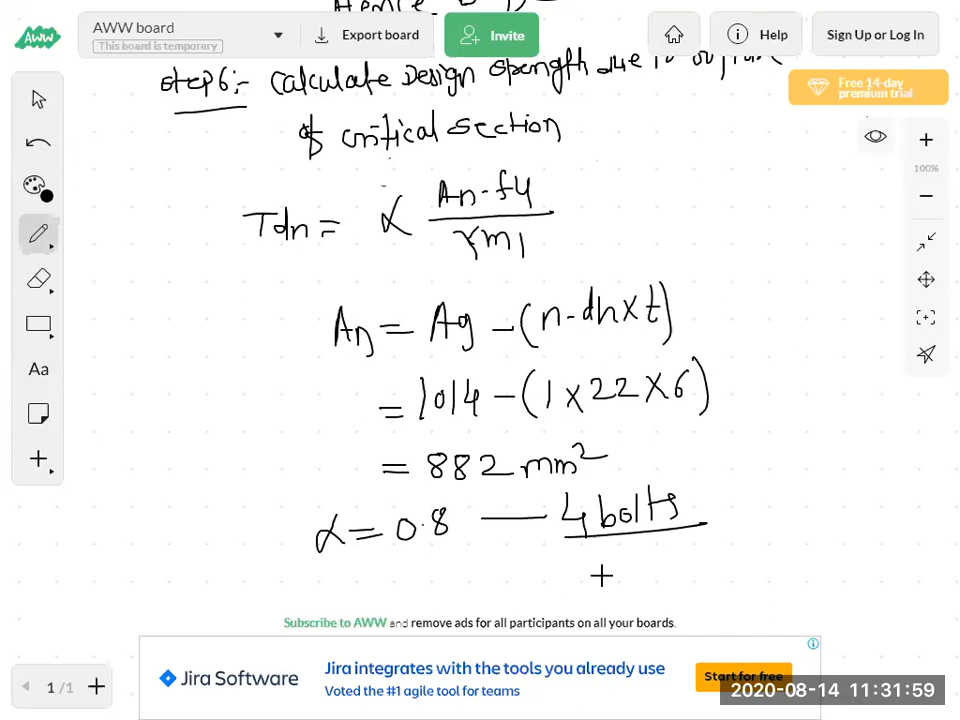 AWW board
This board is temporary
Export board
Invite
Help
Sign Up or Log In
Free 14-day
premium trial
step6:- Calculate Design strength due to
of critical section
100%
Tdn = α An·fy / γm1
An = Ag - (n·dh×t)
= 1014 - (1×22×6)
= 882 mm²
Aa
α = 0.8 — 4 bolts
Subscribe to AWW and remove ads for all participants on all your boards.
Jira Software
Jira integrates with the tools you already use
Voted the #1 agile tool for teams
Start for free
1 /1
2020-08-14 11:31:59
AWW